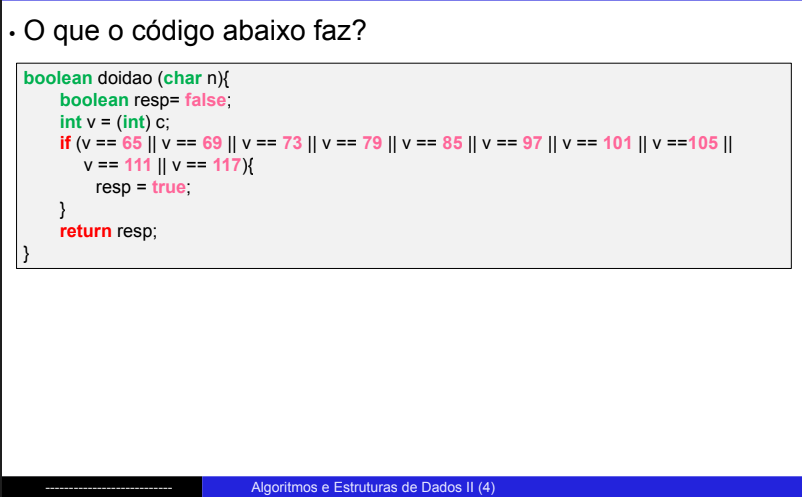 • O que o código abaixo faz?
boolean doidao (char n){
boolean resp= false;
int v = (int) c;
if (v == 65 || v == 69 || v == 73 || v == 79 || v == 85 || v == 97 || v == 101 || v ==105 ||
v == 111 || v == 117){
resp = true;
}
return resp;
}
---------------------------
Algoritmos e Estruturas de Dados II (4)